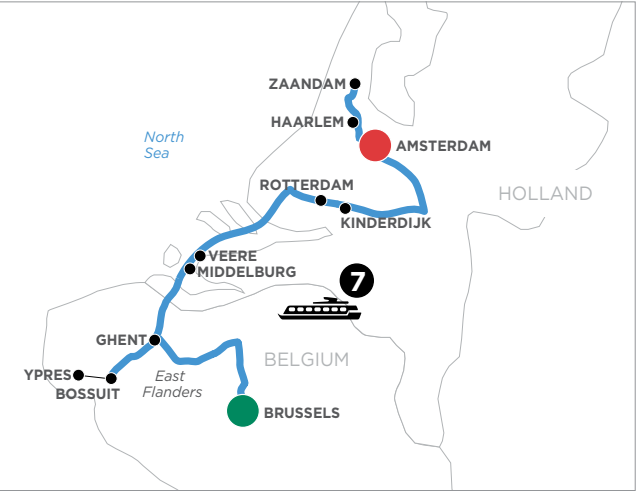 ZAANDAM
HAARLEM
North
Sea
AMSTERDAM
ROTTERDAM
HOLLAND
KINDERDIJK
VEERE
MIDDELBURG
7
GHENT
BELGIUM
YPRES
East
Flanders
BOSSUIT
BRUSSELS